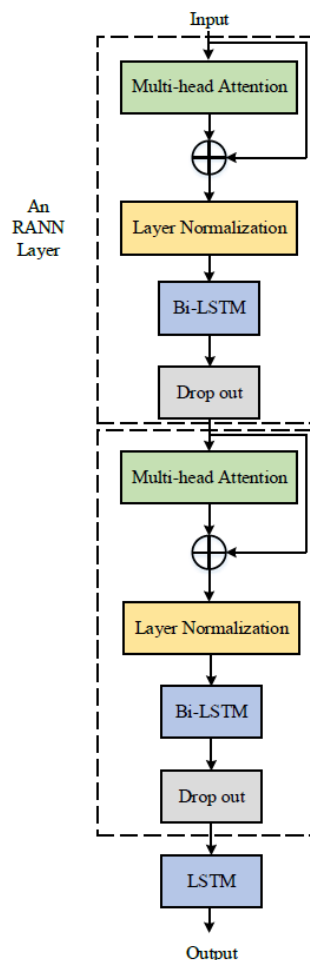 Input
Multi-head Attention
An
RANN
Layer
Layer Normalization
Bi-LSTM
Drop out
Multi-head Attention
Layer Normalization
Bi-LSTM
Drop out
LSTM
Output